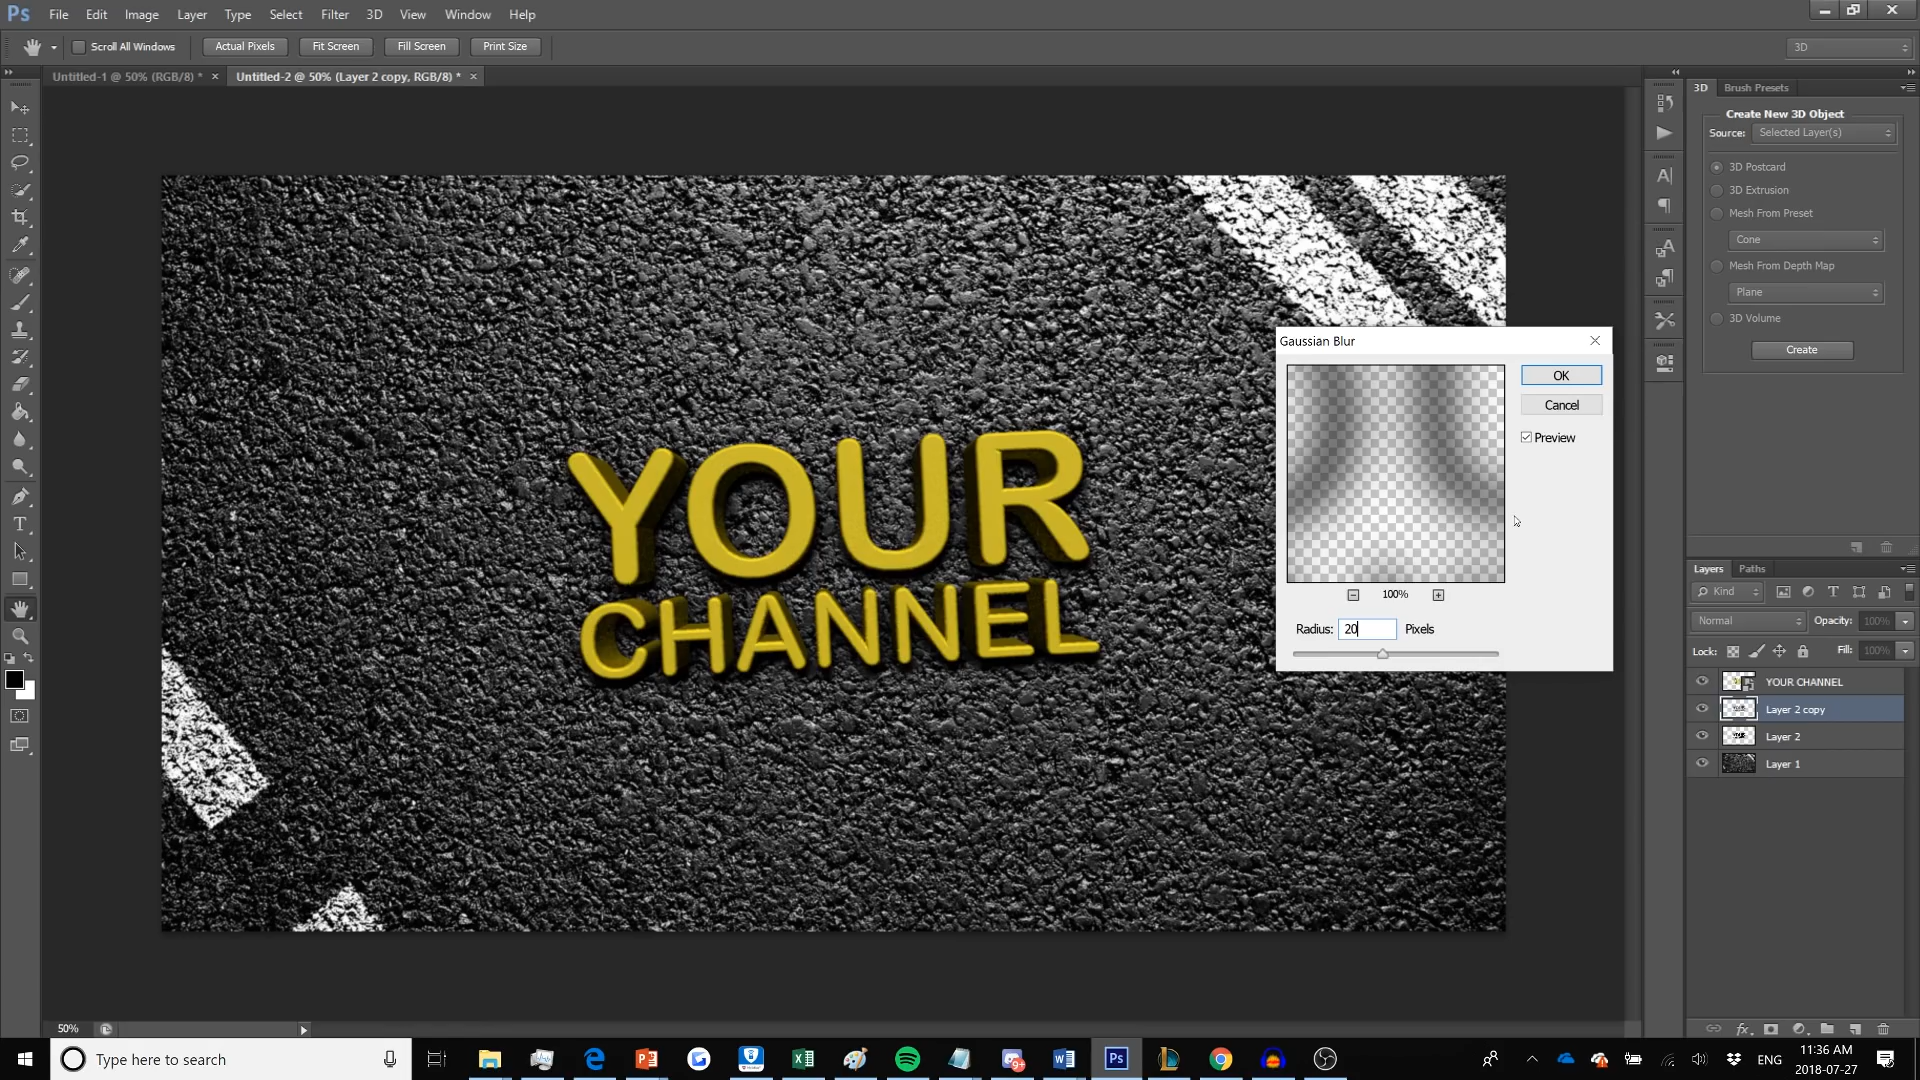 Ps File Edit Image Layer Type Select Filter 3D View Window Help
Scroll All Windows Actual Pixels Fit Screen Fill Screen Print Size 3D
Untitled-1 @ 50% (RGB/8) * × Untitled-2 @ 50% (Layer 2 copy, RGB/8) * ×
3D Brush Presets
Create New 3D Object
Source: Selected Layer(s)
3D Postcard
3D Extrusion
Mesh From Preset
Cone
Mesh From Depth Map
Plane
3D Volume
Create
Gaussian Blur
OK
Cancel
Preview
100%
Radius: 20 Pixels
YOUR
CHANNEL
Layers Paths
Kind
Normal Opacity: 100%
Lock: Fill: 100%
YOUR CHANNEL
Layer 2 copy
Layer 2
Layer 1
50%
Type here to search
9+
Ps
ENG
11:36 AM
2018-07-27